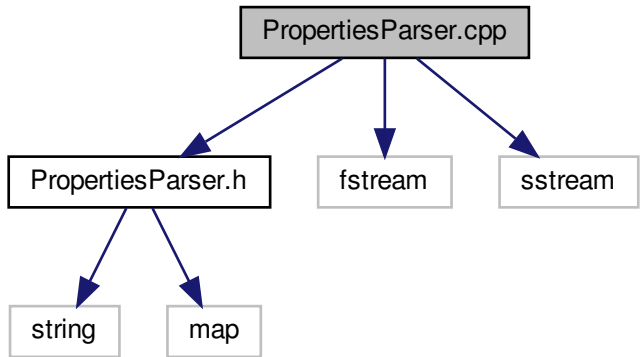 PropertiesParser.cpp
PropertiesParser.h
fstream
sstream
string
map